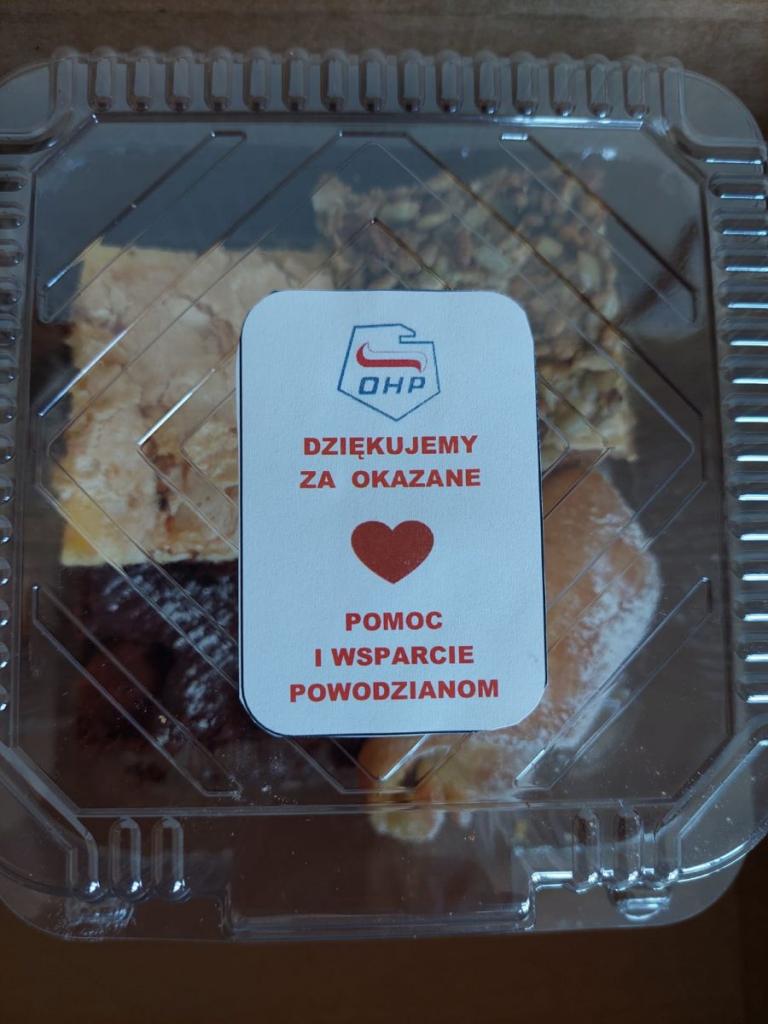 OHP
DZIĘKUJEMY
ZA OKAZANE
POMOC
I WSPARCIE
POWODZIANOM